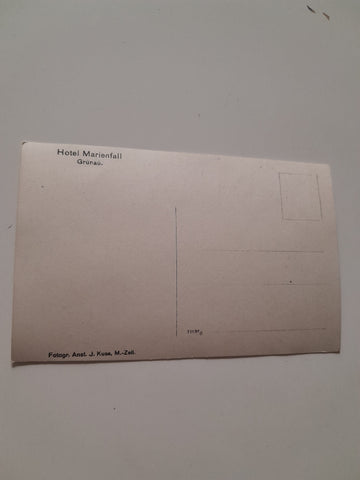 Hotel Marienfall
Grünau.
Fotogr. Anst. J. Kuss, M.-Zell.